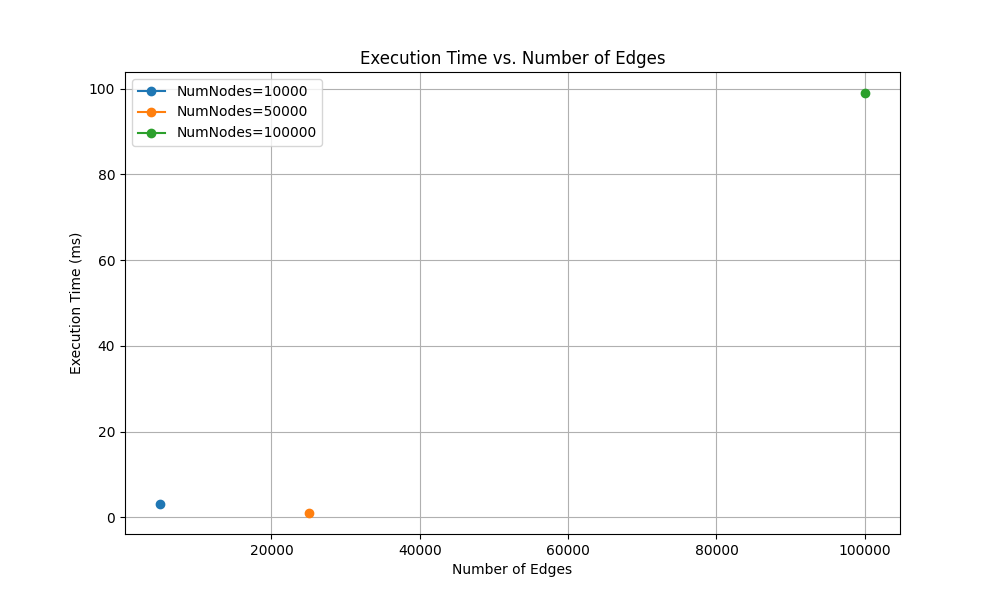 Execution Time vs. Number of Edges
NumNodes=10000
NumNodes=50000
NumNodes=100000
Execution Time (ms)
100
80
60
40
20
0
20000 40000 60000 80000 100000
Number of Edges